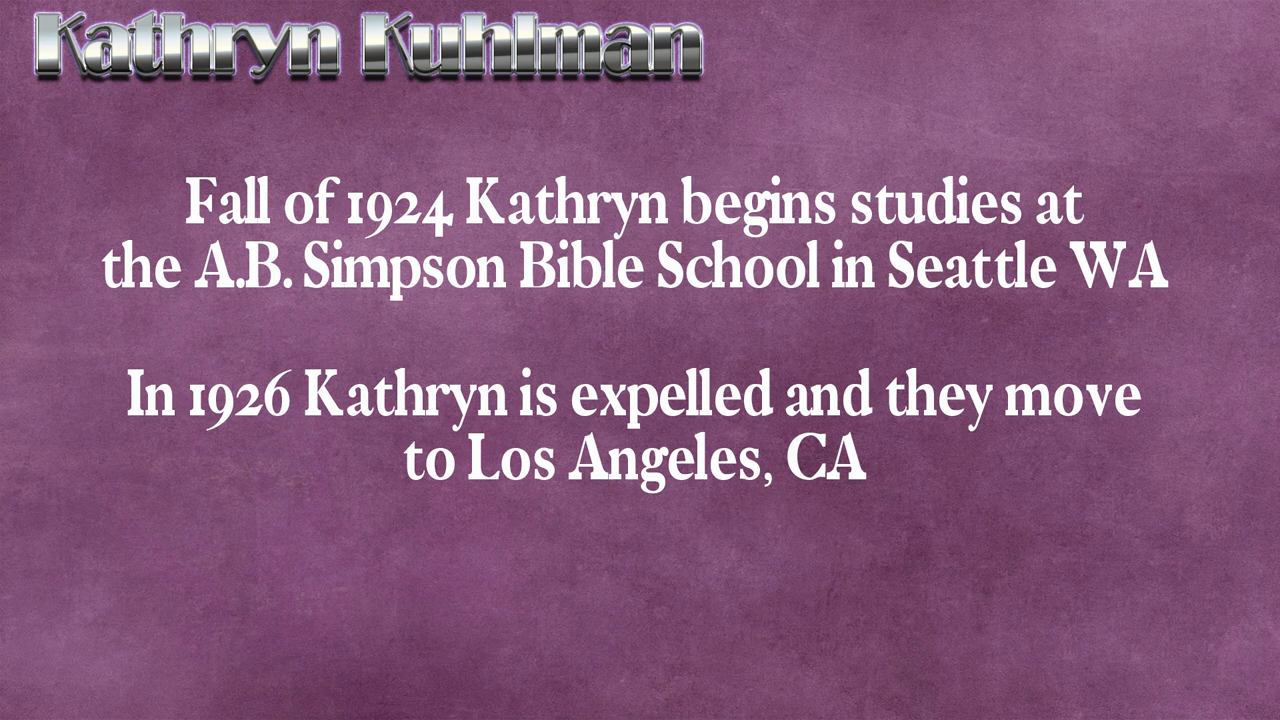 Kathryn Kuhlman
Fall of 1924 Kathryn begins studies at
the A.B. Simpson Bible School in Seattle WA
In 1926 Kathryn is expelled and they move
to Los Angeles, CA